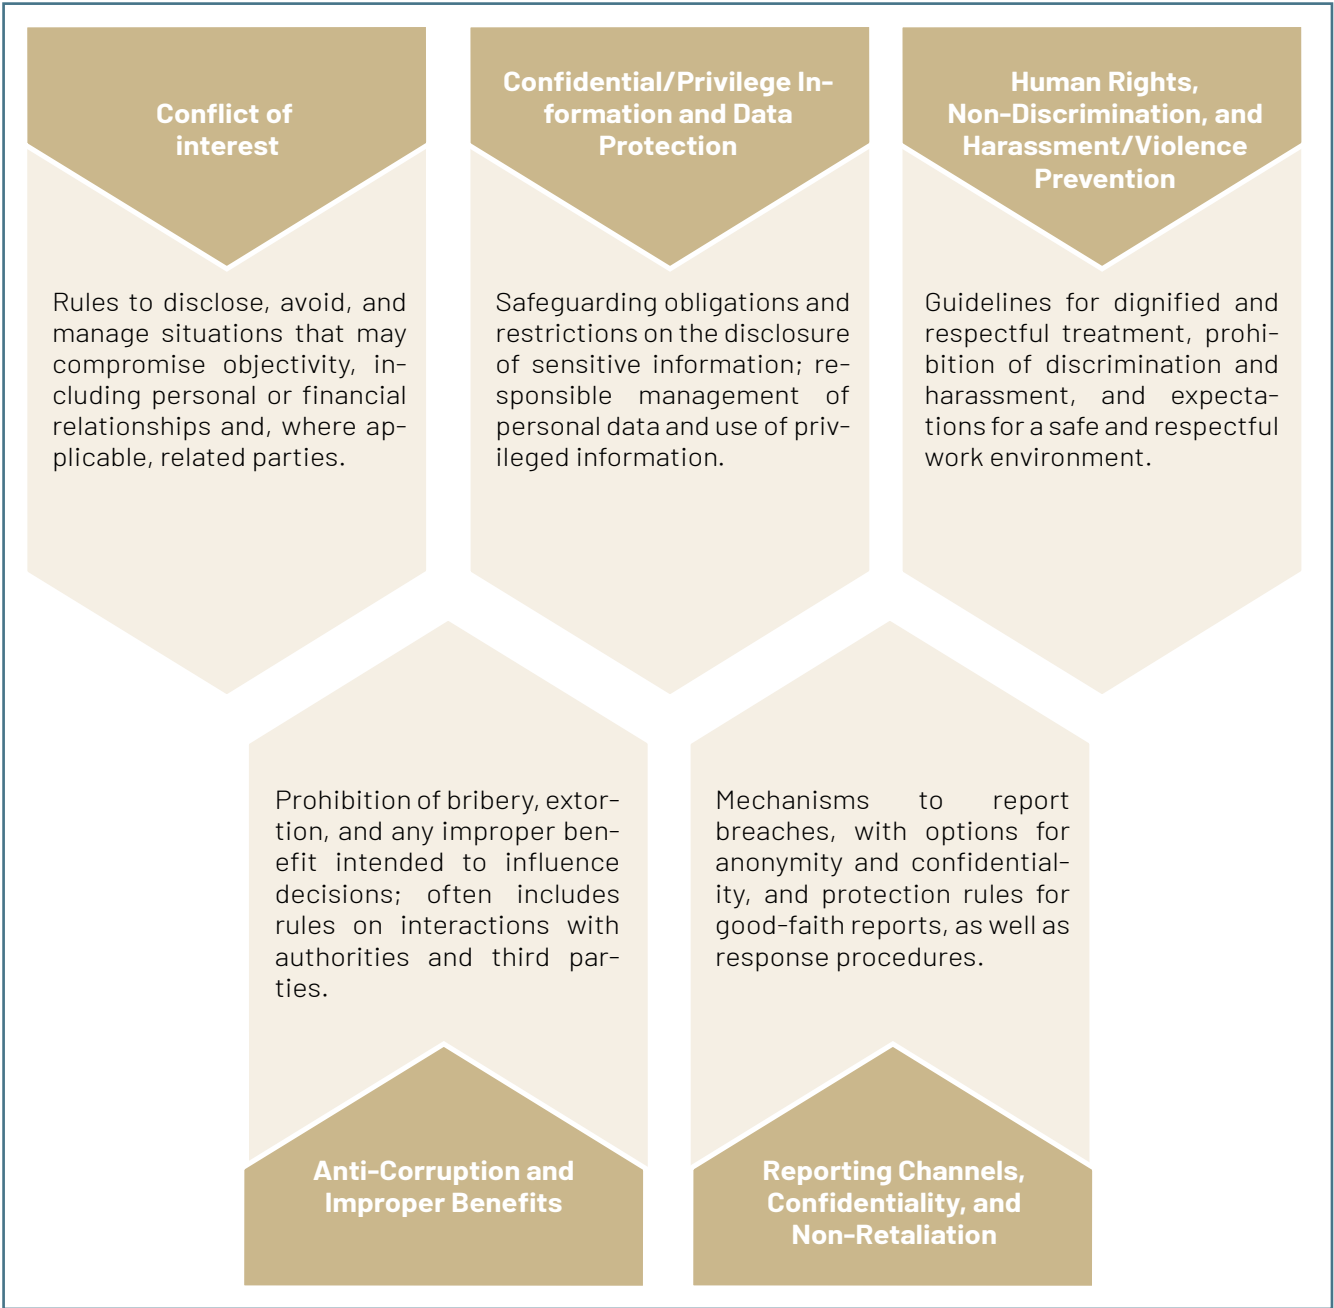 Conflict of
interest
Rules to disclose, avoid, and
manage situations that may
compromise objectivity, in-
cluding personal or financial
relationships and, where ap-
plicable, related parties.
Confidential/Privilege In-
formation and Data
Protection
Safeguarding obligations and
restrictions on the disclosure
of sensitive information; re-
sponsible management of
personal data and use of priv-
ileged information.
Human Rights,
Non-Discrimination, and
Harassment/Violence
Prevention
Guidelines for dignified and
respectful treatment, prohi-
bition of discrimination and
harassment, and expecta-
tions for a safe and respectful
work environment.
Prohibition of bribery, extor-
tion, and any improper ben-
efit intended to influence
decisions; often includes
rules on interactions with
authorities and third par-
ties.
Anti-Corruption and
Improper Benefits
Mechanisms to report
breaches, with options for
anonymity and confidential-
ity, and protection rules for
good-faith reports, as well as
response procedures.
Reporting Channels,
Confidentiality, and
Non-Retaliation